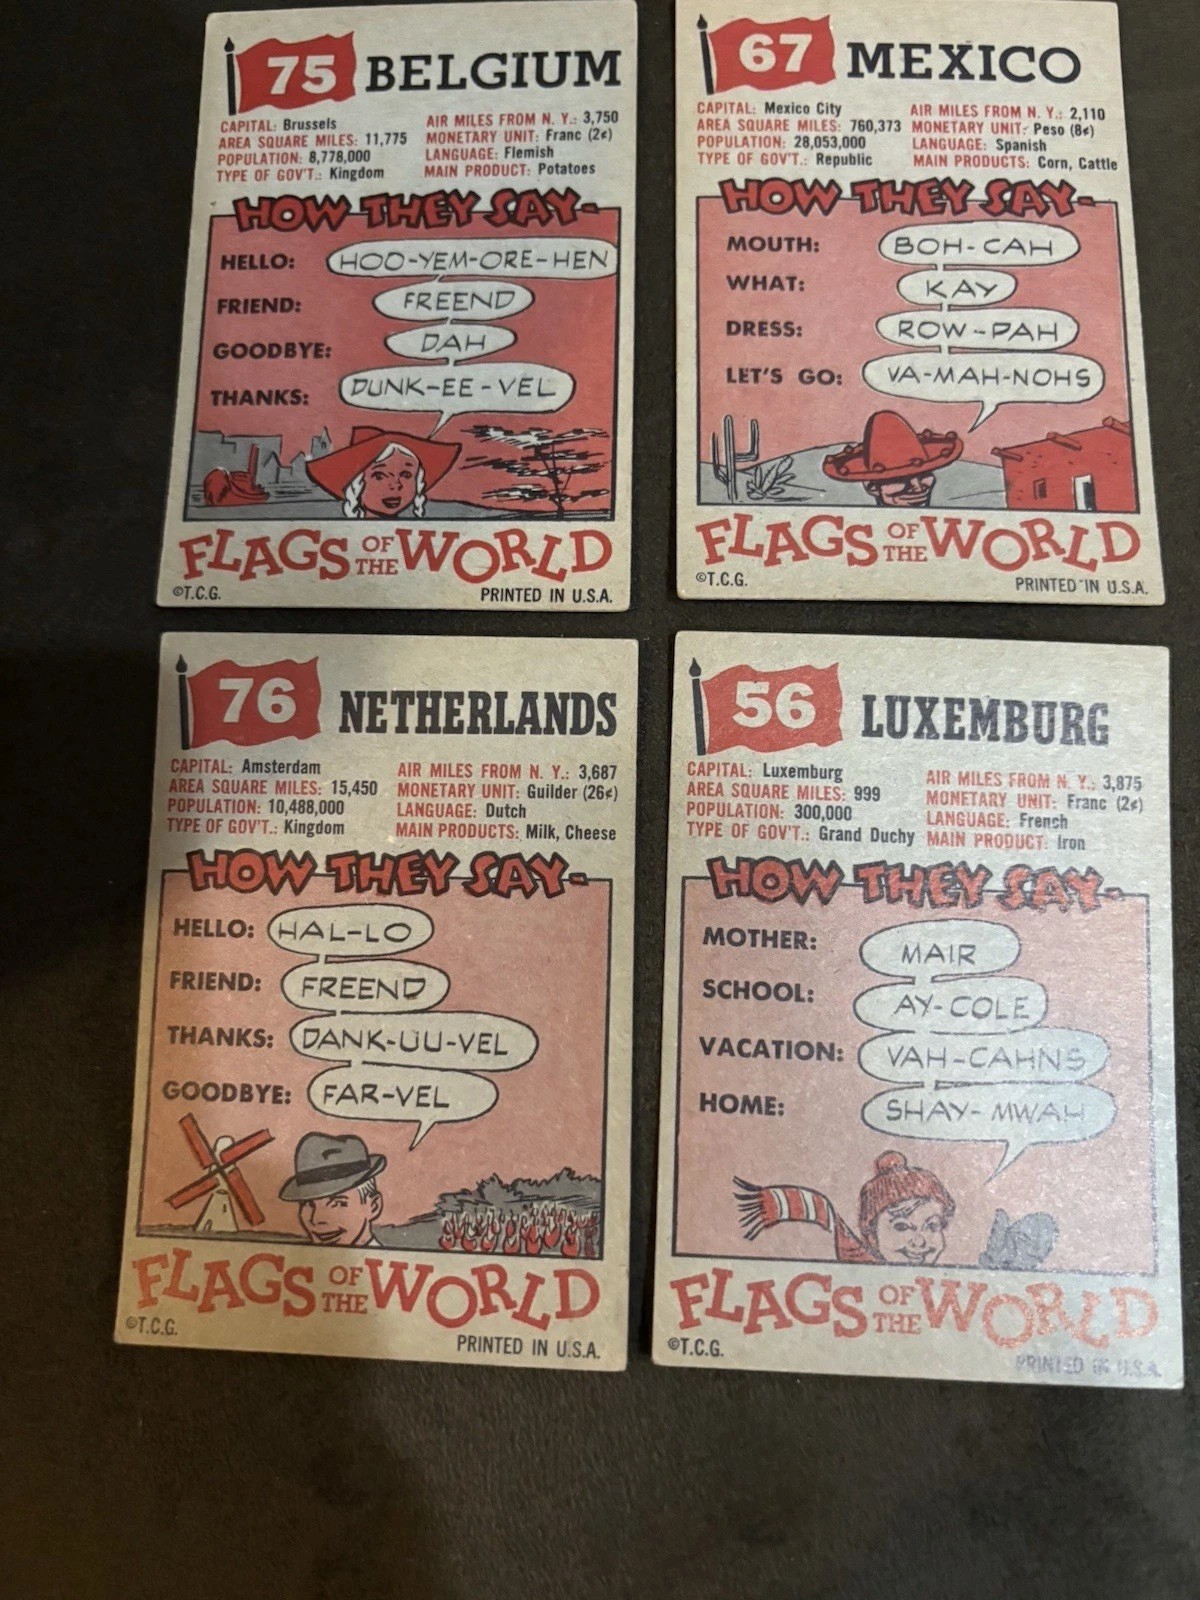 75 BELGIUM
CAPITAL: Brussels
AREA SQUARE MILES: 11,775
POPULATION: 8,778,000
TYPE OF GOV'T.: Kingdom
AIR MILES FROM N. Y.: 3,750
MONETARY UNIT: Franc (2¢)
LANGUAGE: Flemish
MAIN PRODUCT: Potatoes
HOW THEY SAY-
HELLO: HOO-YEM-ORE-HEN
FRIEND: FREEND
GOODBYE: DAH
THANKS: DUNK-EE-VEL
FLAGS OF THE WORLD
©T.C.G.
PRINTED IN U.S.A.
67 MEXICO
CAPITAL: Mexico City
AREA SQUARE MILES: 760,373
POPULATION: 28,053,000
TYPE OF GOV'T.: Republic
AIR MILES FROM N. Y.: 2,110
MONETARY UNIT: Peso (8¢)
LANGUAGE: Spanish
MAIN PRODUCTS: Corn, Cattle
HOW THEY SAY-
MOUTH: BOH-CAH
WHAT: KAY
DRESS: ROW-PAH
LET'S GO: VA-MAH-NOHS
FLAGS OF THE WORLD
©T.C.G.
PRINTED IN U.S.A.
76 NETHERLANDS
CAPITAL: Amsterdam
AREA SQUARE MILES: 15,450
POPULATION: 10,488,000
TYPE OF GOV'T.: Kingdom
AIR MILES FROM N. Y.: 3,687
MONETARY UNIT: Guilder (26¢)
LANGUAGE: Dutch
MAIN PRODUCTS: Milk, Cheese
HOW THEY SAY-
HELLO: HAL-LO
FRIEND: FREEND
THANKS: DANK-UU-VEL
GOODBYE: FAR-VEL
FLAGS OF THE WORLD
©T.C.G.
PRINTED IN U.S.A.
56 LUXEMBURG
CAPITAL: Luxemburg
AREA SQUARE MILES: 999
POPULATION: 300,000
TYPE OF GOV'T.: Grand Duchy
AIR MILES FROM N. Y.: 3,875
MONETARY UNIT: Franc (2¢)
LANGUAGE: French
MAIN PRODUCT: Iron
HOW THEY SAY-
MOTHER: MAIR
SCHOOL: AY-COLE
VACATION: VAH-CAHNS
HOME: SHAY-MWAH
FLAGS OF THE WORLD
©T.C.G.
PRINTED IN U.S.A.